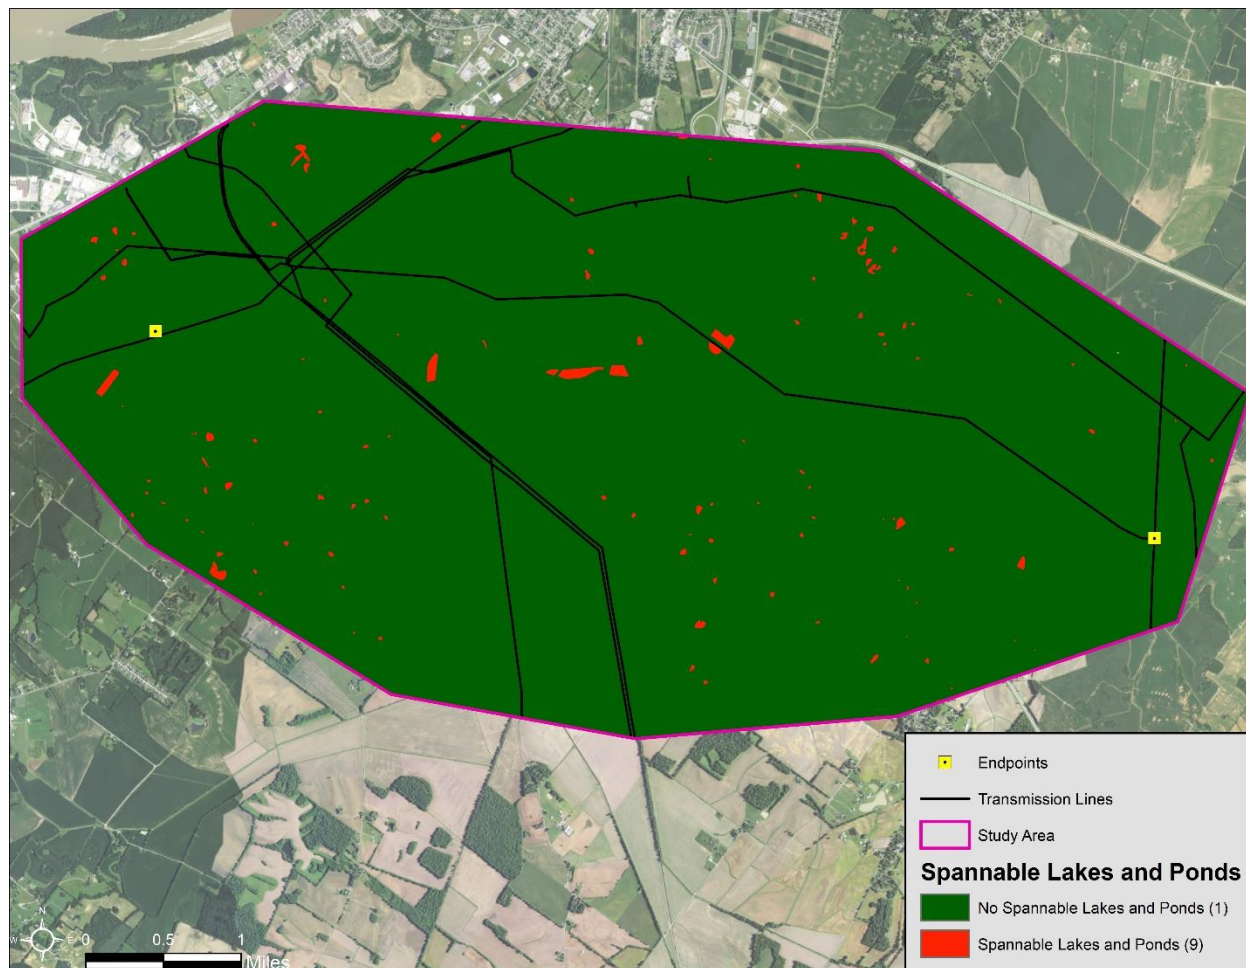 Endpoints
Transmission Lines
Study Area
Spannable Lakes and Ponds
No Spannable Lakes and Ponds (1)
Spannable Lakes and Ponds (9)
N
W E
S
0 0.5 1
Miles